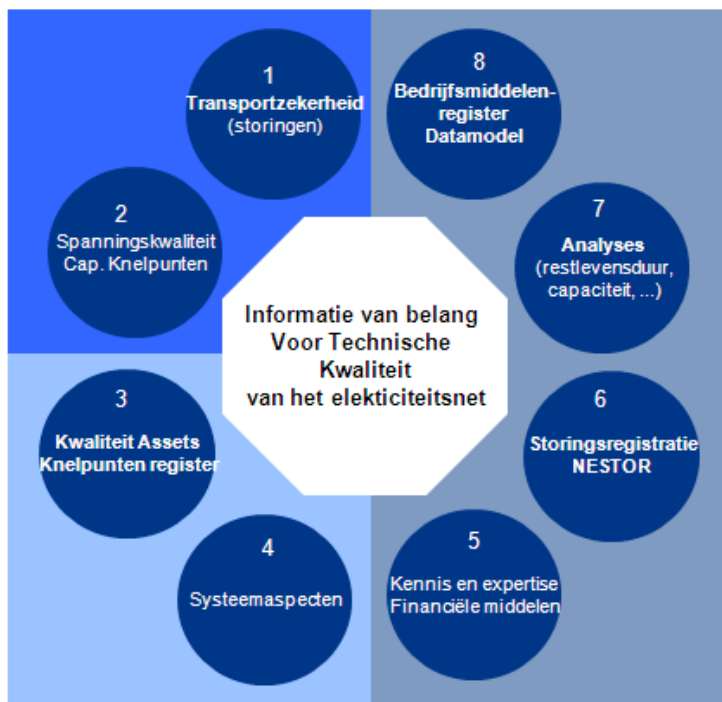 1
Transportzekerheid
(storingen)
2
Spanningskwaliteit
Cap. Knelpunten
3
Kwaliteit Assets
Knelpunten register
4
Systeemaspecten
Informatie van belang
Voor Technische
Kwaliteit
van het elekticiteitsnet
8
Bedrijfsmiddelen-
register
Datamodel
7
Analyses
(restlevensduur,
capaciteit, ...)
6
Storingsregistratie
NESTOR
5
Kennis en expertise
Financiële middelen